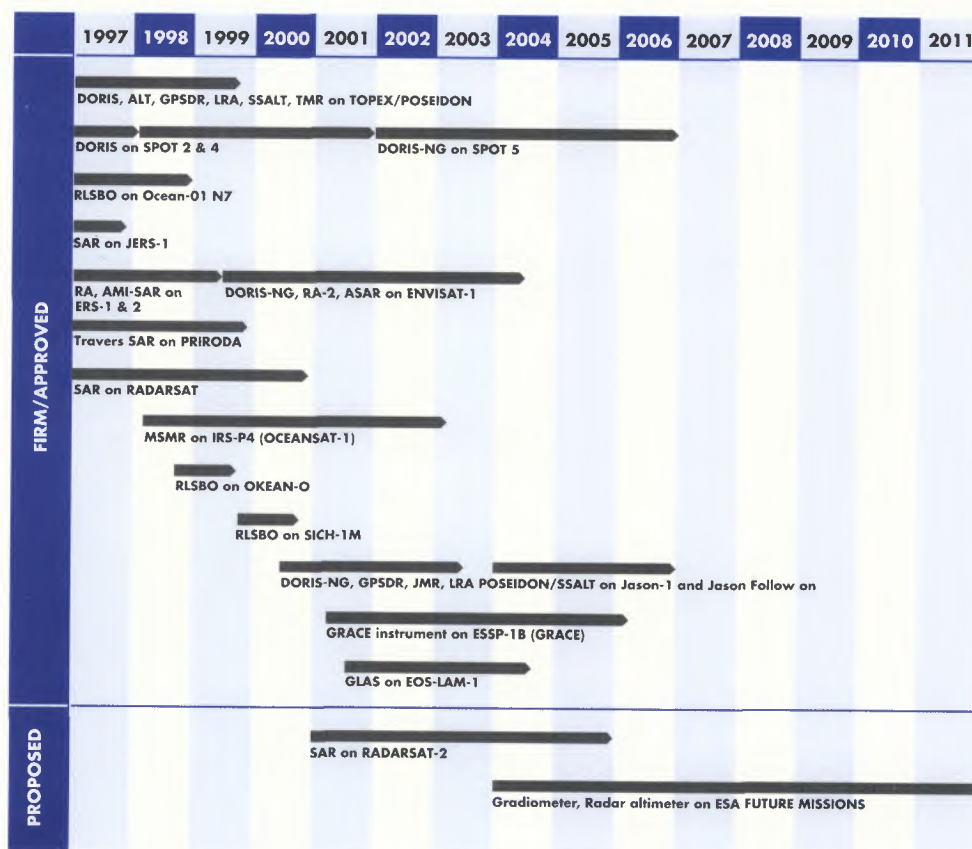 1997 1998 1999 2000 2001 2002 2003 2004 2005 2006 2007 2008 2009 2010 2011
FIRM/APPROVED
DORIS, ALT, GPSDR, LRA, SSALT, TMR on TOPEX/POSEIDON
DORIS on SPOT 2 & 4 DORIS-NG on SPOT 5
RLSBO on Ocean-01 N7
SAR on JERS-1
RA, AMI-SAR on DORIS-NG, RA-2, ASAR on ENVISAT-1
ERS-1 & 2
Travers SAR on PRIRODA
SAR on RADARSAT
MSMR on IRS-P4 (OCEANSAT-1)
RLSBO on OKEAN-O
RLSBO on SICH-1M
DORIS-NG, GPSDR, JMR, LRA POSEIDON/SSALT on Jason-1 and Jason Follow on
GRACE instrument on ESSP-1B (GRACE)
GLAS on EOS-LAM-1
PROPOSED
SAR on RADARSAT-2
Gradiometer, Radar altimeter on ESA FUTURE MISSIONS